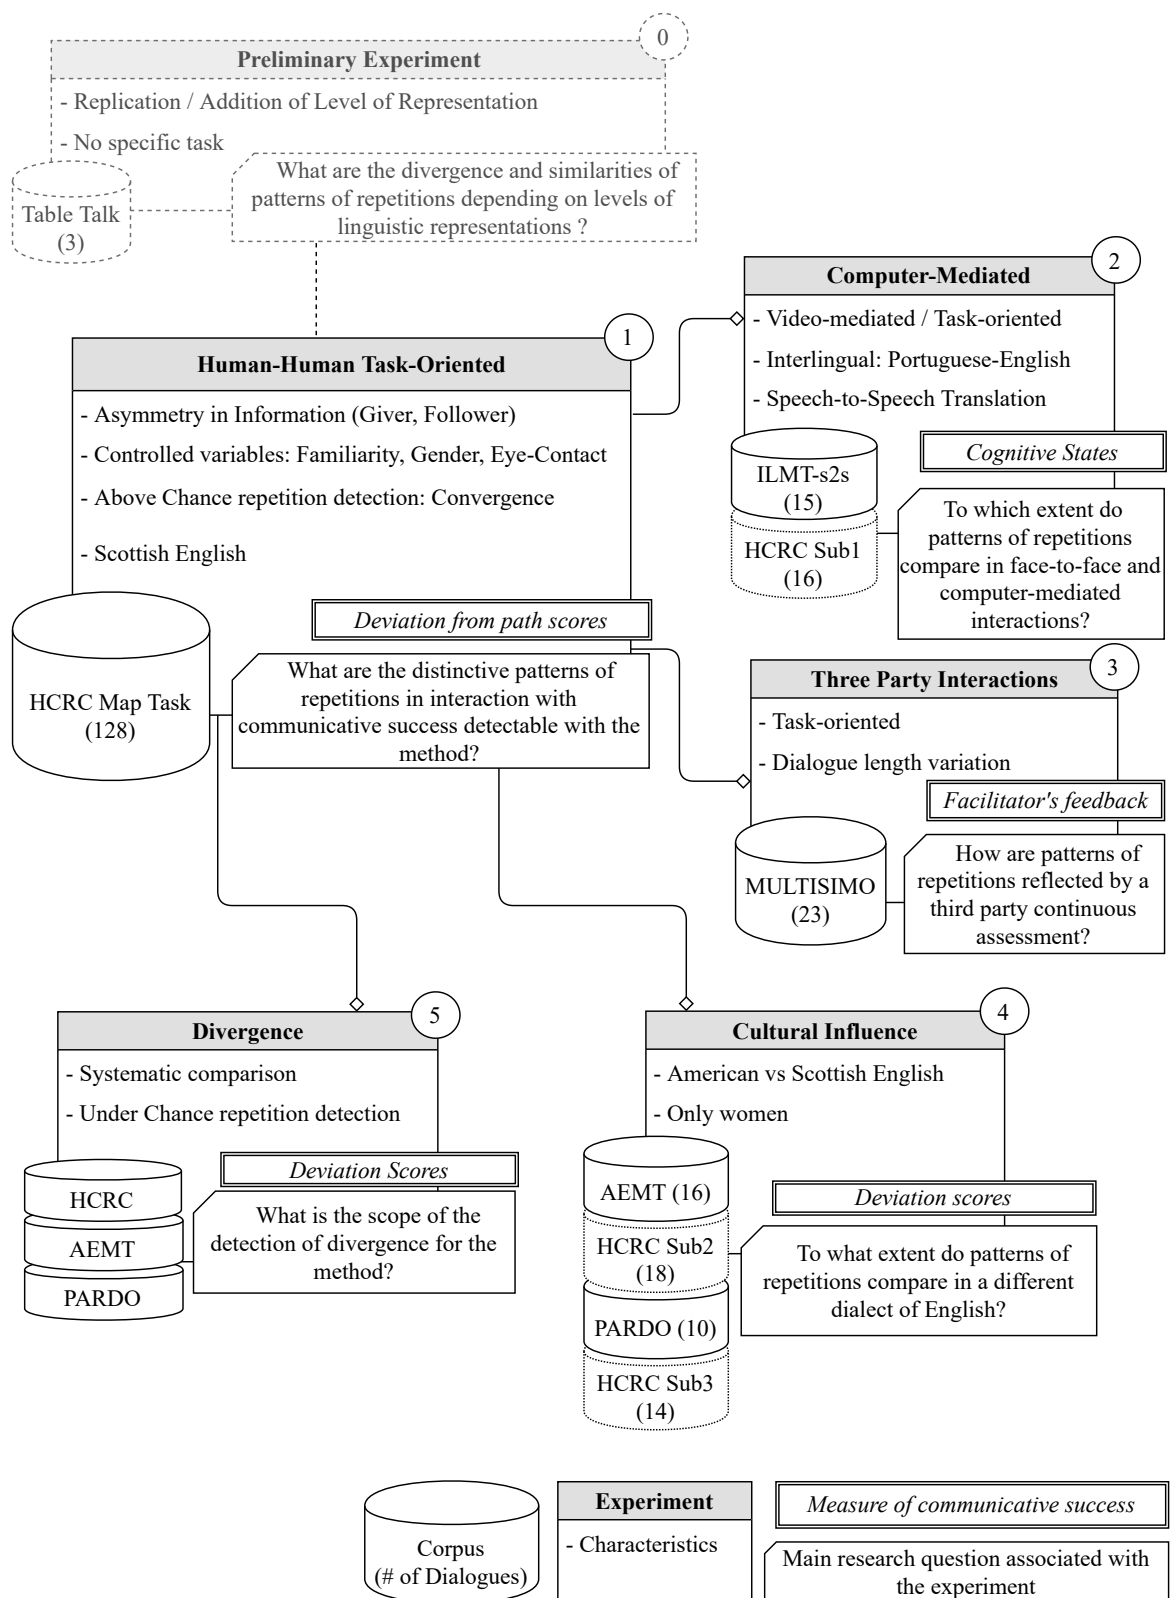 0
Preliminary Experiment
- Replication / Addition of Level of Representation
- No specific task
What are the divergence and similarities of
patterns of repetitions depending on levels of
linguistic representations ?
Table Talk
(3)
1
Human-Human Task-Oriented
- Asymmetry in Information (Giver, Follower)
- Controlled variables: Familiarity, Gender, Eye-Contact
- Above Chance repetition detection: Convergence
- Scottish English
Deviation from path scores
What are the distinctive patterns of
repetitions in interaction with
communicative success detectable with the
method?
HCRC Map Task
(128)
2
Computer-Mediated
- Video-mediated / Task-oriented
- Interlingual: Portuguese-English
- Speech-to-Speech Translation
Cognitive States
ILMT-s2s
(15)
HCRC Sub1
(16)
To which extent do
patterns of repetitions
compare in face-to-face and
computer-mediated
interactions?
3
Three Party Interactions
- Task-oriented
- Dialogue length variation
Facilitator's feedback
MULTISIMO
(23)
How are patterns of
repetitions reflected by a
third party continuous
assessment?
5
Divergence
- Systematic comparison
- Under Chance repetition detection
Deviation Scores
HCRC
AEMT
PARDO
What is the scope of the
detection of divergence for the
method?
4
Cultural Influence
- American vs Scottish English
- Only women
AEMT (16)
HCRC Sub2
(18)
PARDO (10)
HCRC Sub3
(14)
Deviation scores
To what extent do patterns of
repetitions compare in a different
dialect of English?
Corpus
(# of Dialogues)
Experiment
- Characteristics
Measure of communicative success
Main research question associated with
the experiment